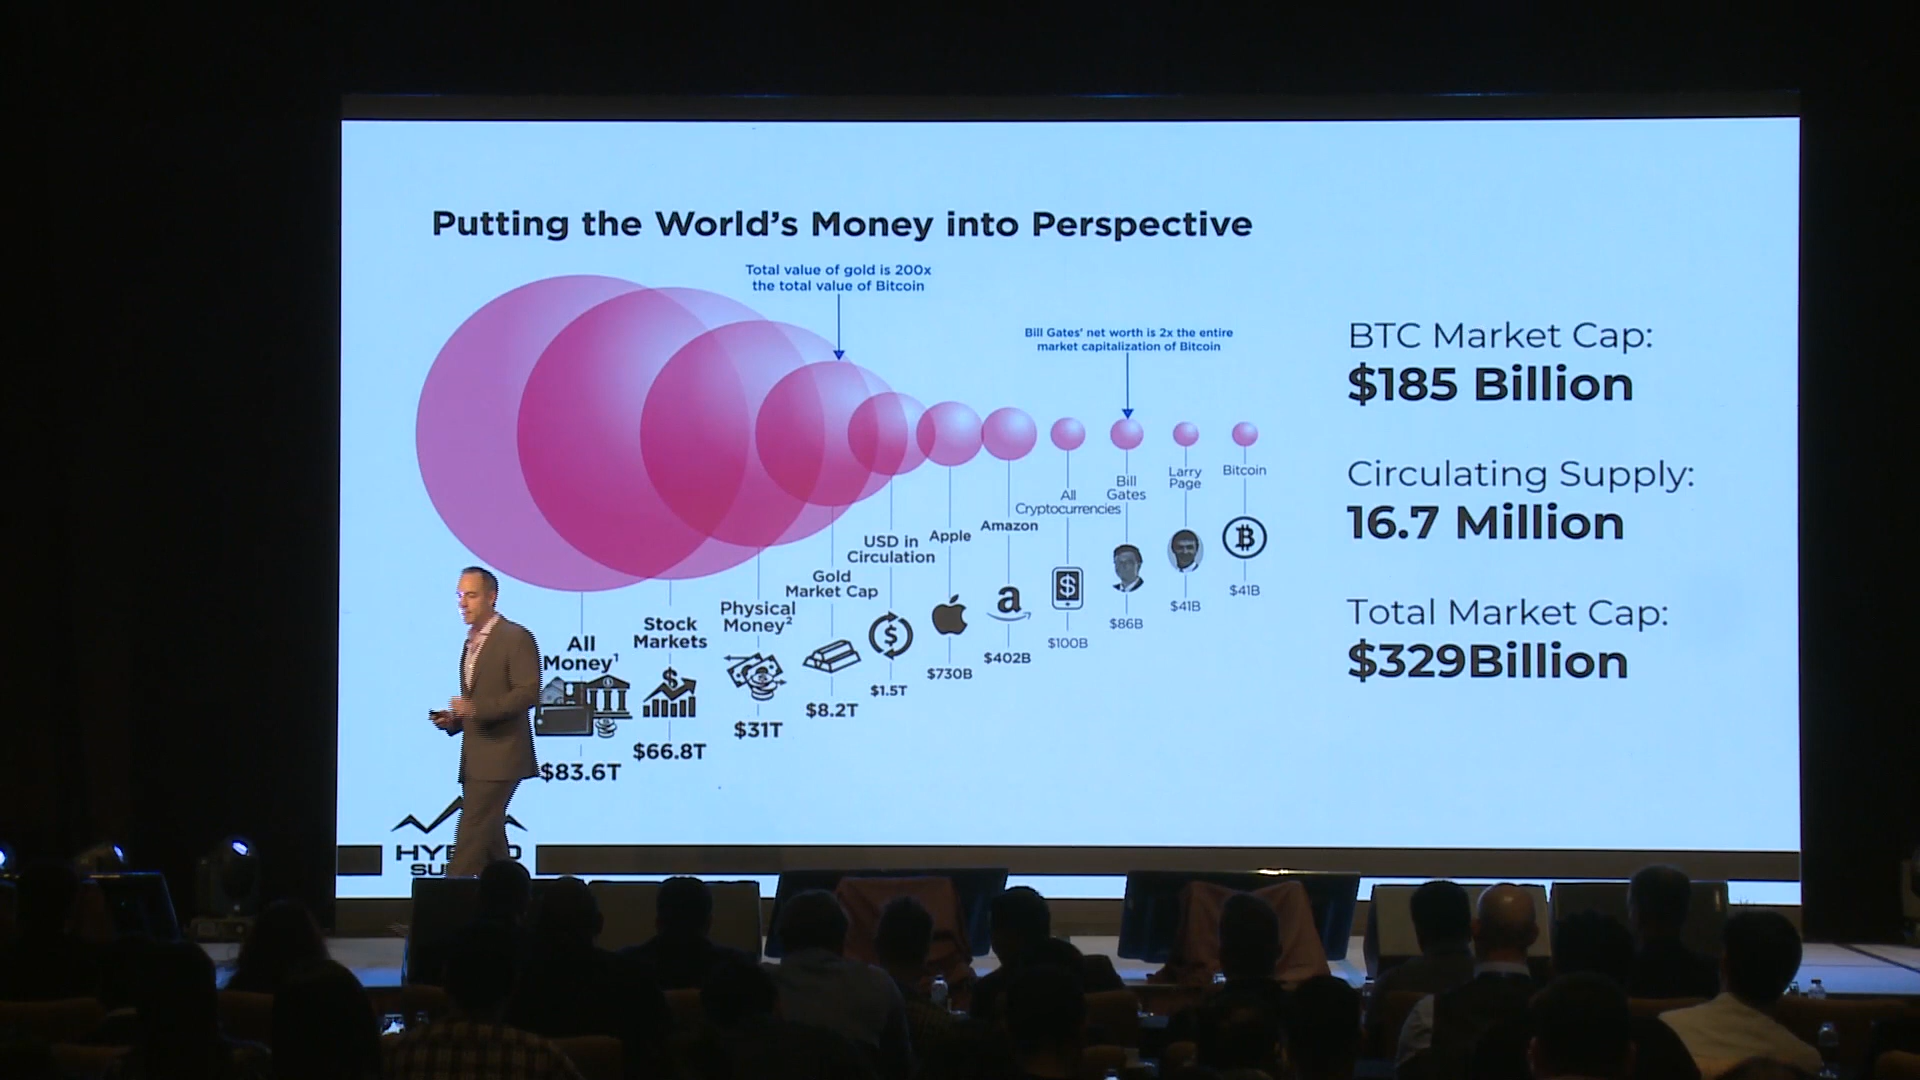 Putting the World's Money into Perspective
Total value of gold is 200x
the total value of Bitcoin
Bill Gates' net worth is 2x the entire
market capitalization of Bitcoin
All
Money¹
$83.6T
Stock
Markets
$
$66.8T
Physical
Money²
$31T
Gold
Market Cap
$8.2T
USD in
Circulation
$
$1.5T
Apple
$730B
Amazon
a
$402B
All
Cryptocurrencies
$
$100B
Bill
Gates
$86B
Larry
Page
$41B
Bitcoin
₿
$41B
BTC Market Cap:
$185 Billion
Circulating Supply:
16.7 Million
Total Market Cap:
$329Billion